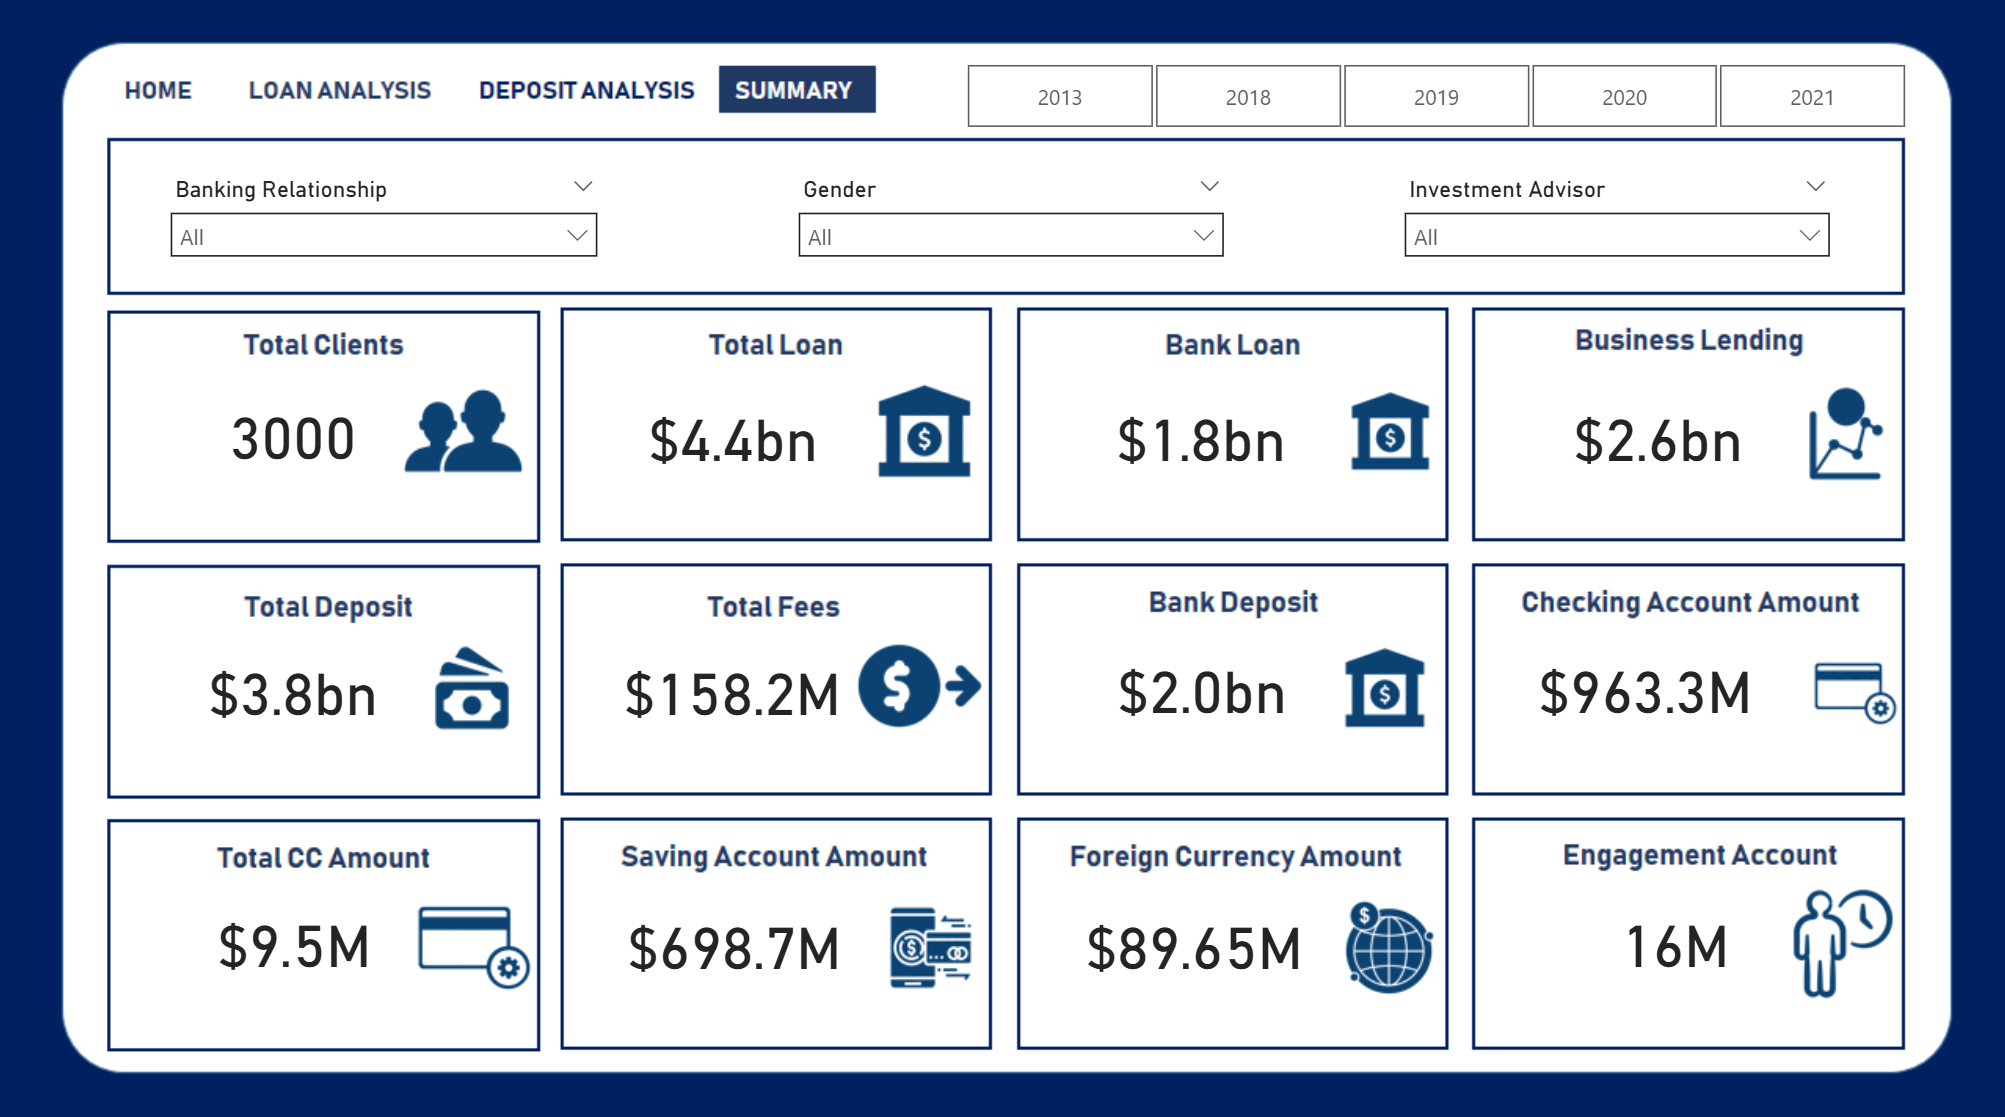 HOME LOAN ANALYSIS DEPOSIT ANALYSIS SUMMARY 2013 2018 2019 2020 2021
Banking Relationship Gender Investment Advisor
All All All
Total Clients Total Loan Bank Loan Business Lending
3000 $4.4bn $1.8bn $2.6bn
Total Deposit Total Fees Bank Deposit Checking Account Amount
$3.8bn $158.2M $2.0bn $963.3M
Total CC Amount Saving Account Amount Foreign Currency Amount Engagement Account
$9.5M $698.7M $89.65M 16M